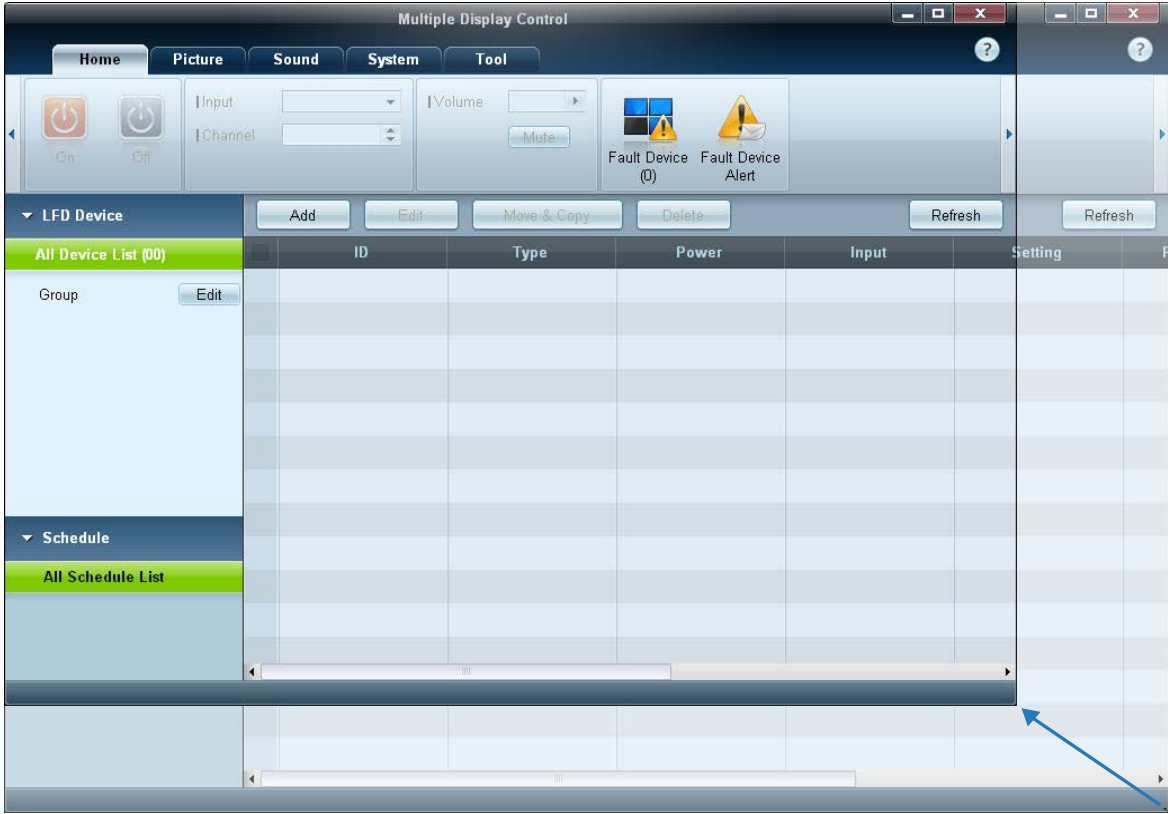 Multiple Display Control
Home Picture Sound System Tool
Input Volume
Channel Mute
On Off
Fault Device Fault Device
(0) Alert
LFD Device Add Edit Move & Copy Delete Refresh Refresh
All Device List (00) ID Type Power Input Setting
Group Edit
Schedule
All Schedule List